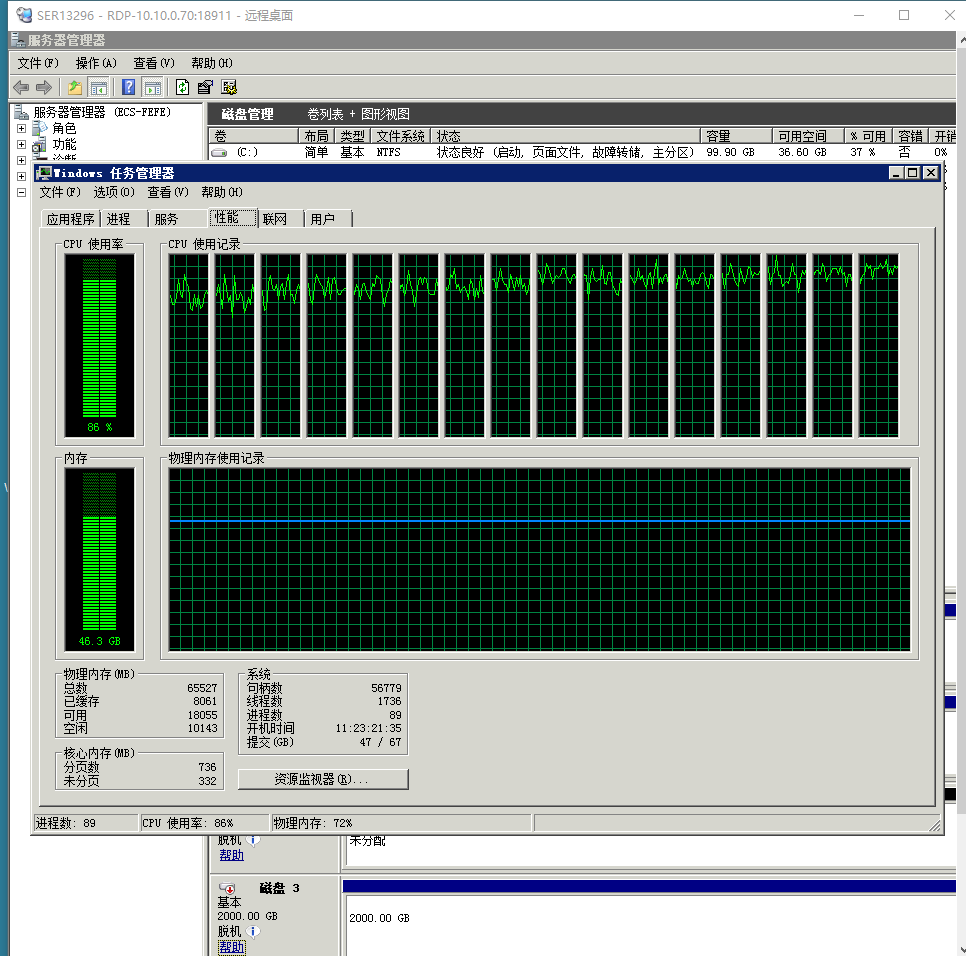 SER13296 - RDP-10.10.0.70:18911 - 远程桌面
服务器管理器
文件(F) 操作(A) 查看(V) 帮助(H)
服务器管理器 (ECS-FEFE)
角色
功能
诊断
磁盘管理 卷列表 + 图形视图
卷 布局 类型 文件系统 状态 容量 可用空间 % 可用 容错 开销
(C:) 简单 基本 NTFS 状态良好 (启动, 页面文件, 故障转储, 主分区) 99.90 GB 36.60 GB 37 % 否 0%
Windows 任务管理器
文件(F) 选项(O) 查看(V) 帮助(H)
应用程序 进程 服务 性能 联网 用户
CPU 使用率 CPU 使用记录
86 %
内存 物理内存使用记录
46.3 GB
物理内存(MB)
总数 65527
已缓存 8061
可用 18055
空闲 10143
核心内存(MB)
分页数 736
未分页 332
系统
句柄数 56779
线程数 1736
进程数 89
开机时间 11:23:21:35
提交(GB) 47 / 67
资源监视器(R)...
进程数: 89 CPU 使用率: 86% 物理内存: 72%
脱机 未分配
帮助
磁盘 3
基本
2000.00 GB 2000.00 GB
脱机
帮助